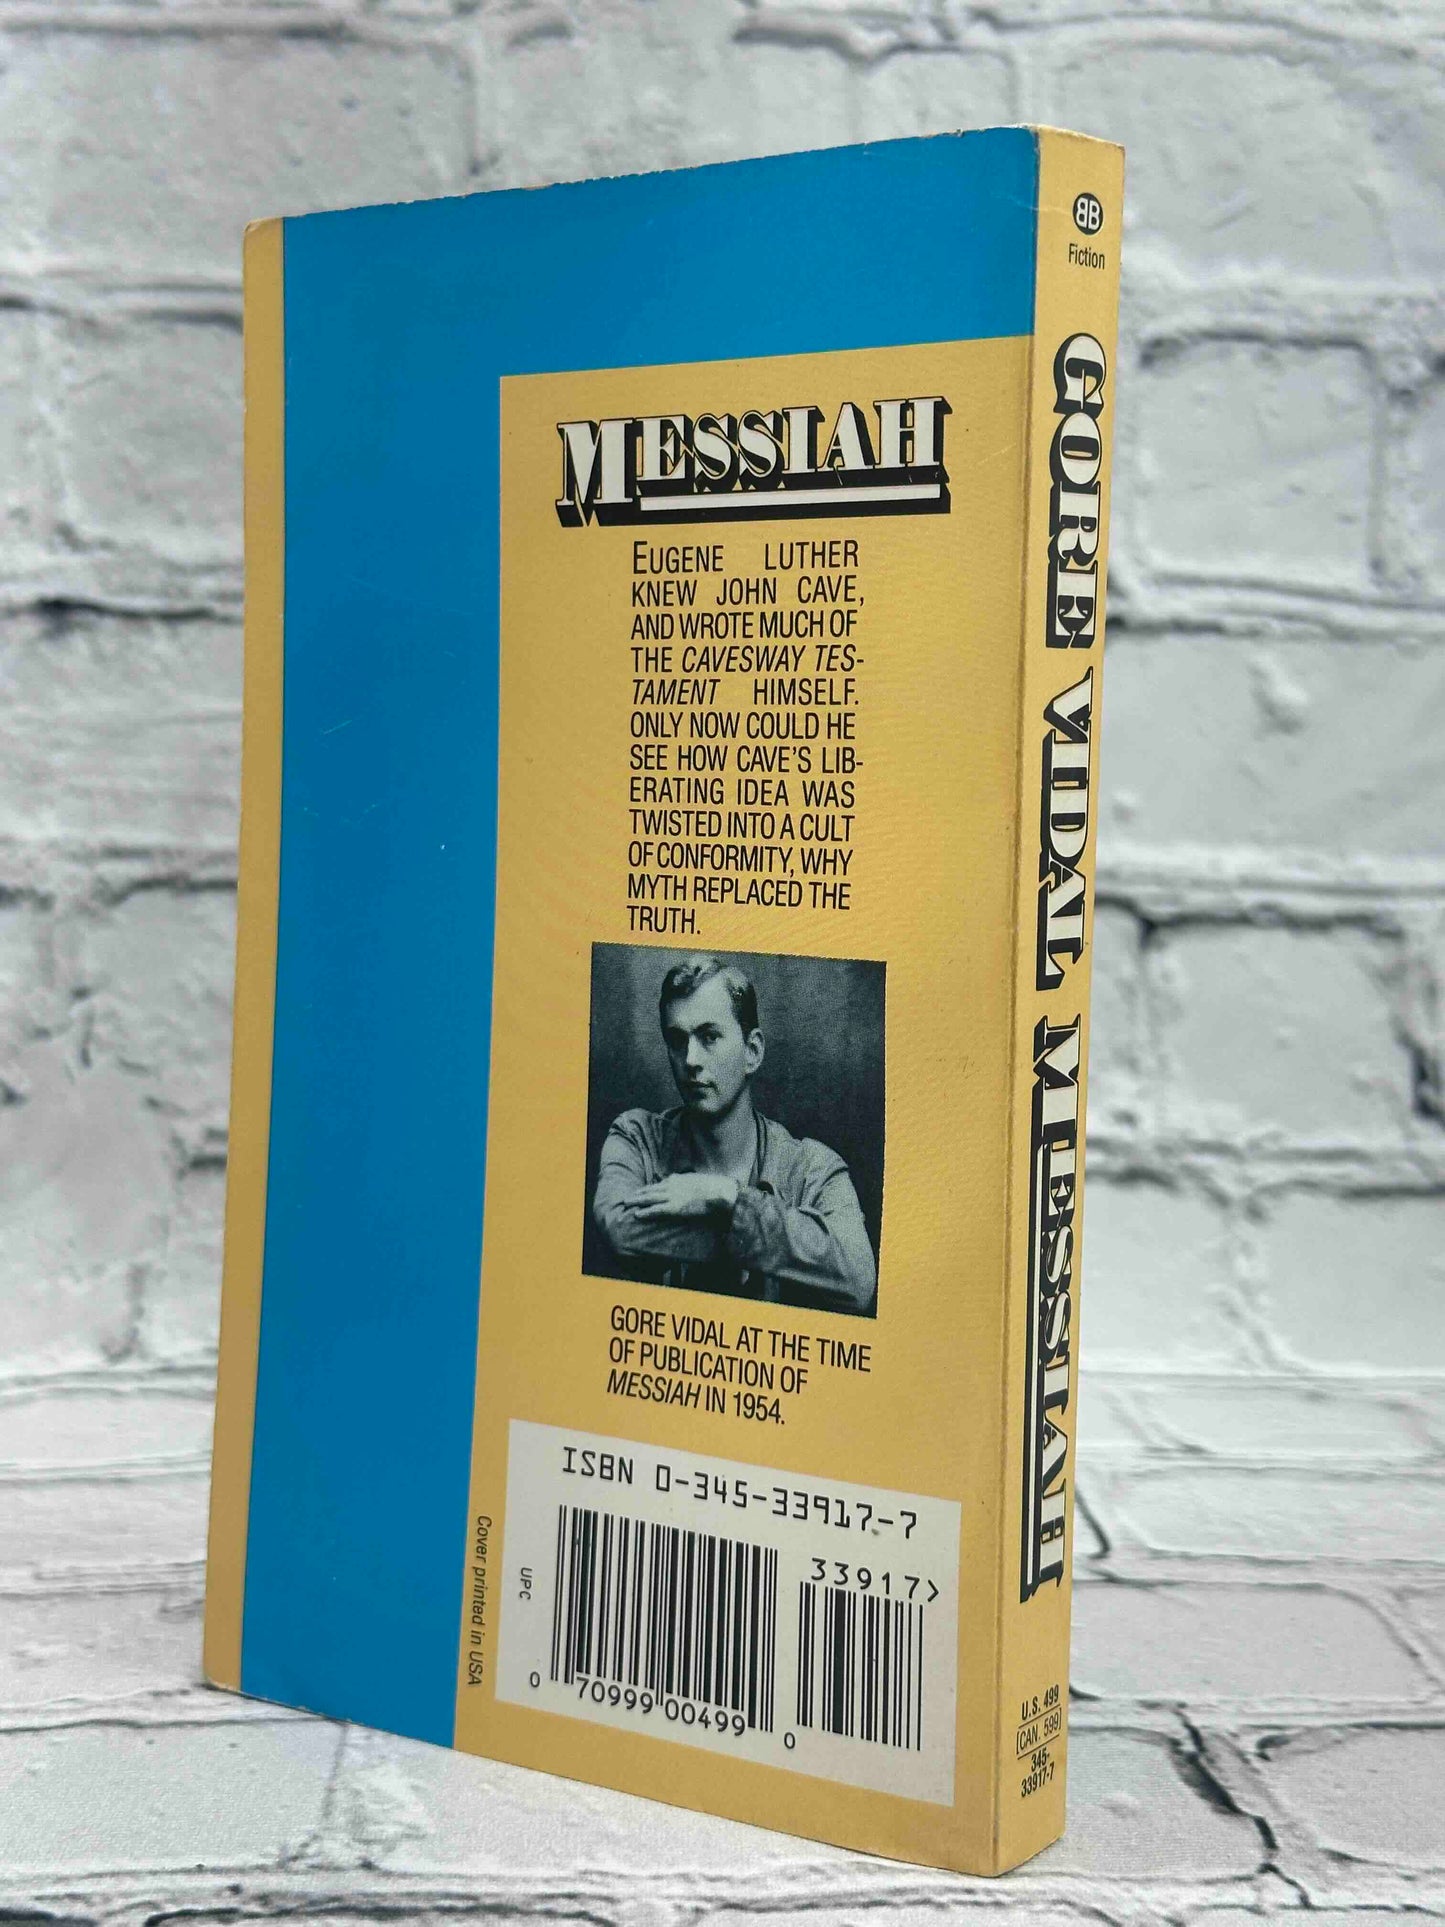 MESSIAH
EUGENE LUTHER
KNEW JOHN CAVE,
AND WROTE MUCH OF
THE CAVESWAY TES-
TAMENT HIMSELF.
ONLY NOW COULD HE
SEE HOW CAVE'S LIB-
ERATING IDEA WAS
TWISTED INTO A CULT
OF CONFORMITY, WHY
MYTH REPLACED THE
TRUTH.
GORE VIDAL AT THE TIME
OF PUBLICATION OF
MESSIAH IN 1954.
ISBN 0-345-33917-7
33917>
UPC
0 70999 00499 0
Cover printed in USA
BB
Fiction
GORE VIDAL MESSIAH
U.S. 499
[CAN. 599]
345-
33917-7